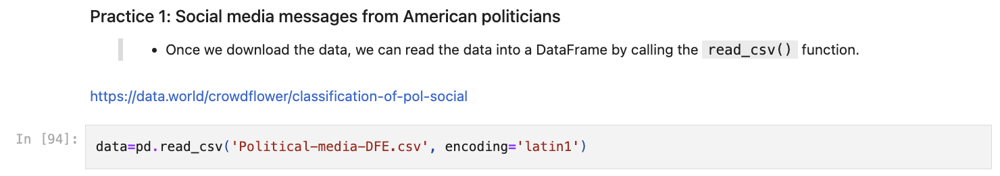 Practice 1: Social media messages from American politicians
• Once we download the data, we can read the data into a DataFrame by calling the read_csv() function.
https://data.world/crowdflower/classification-of-pol-social
In [94]: data=pd.read_csv('Political-media-DFE.csv', encoding='latin1')